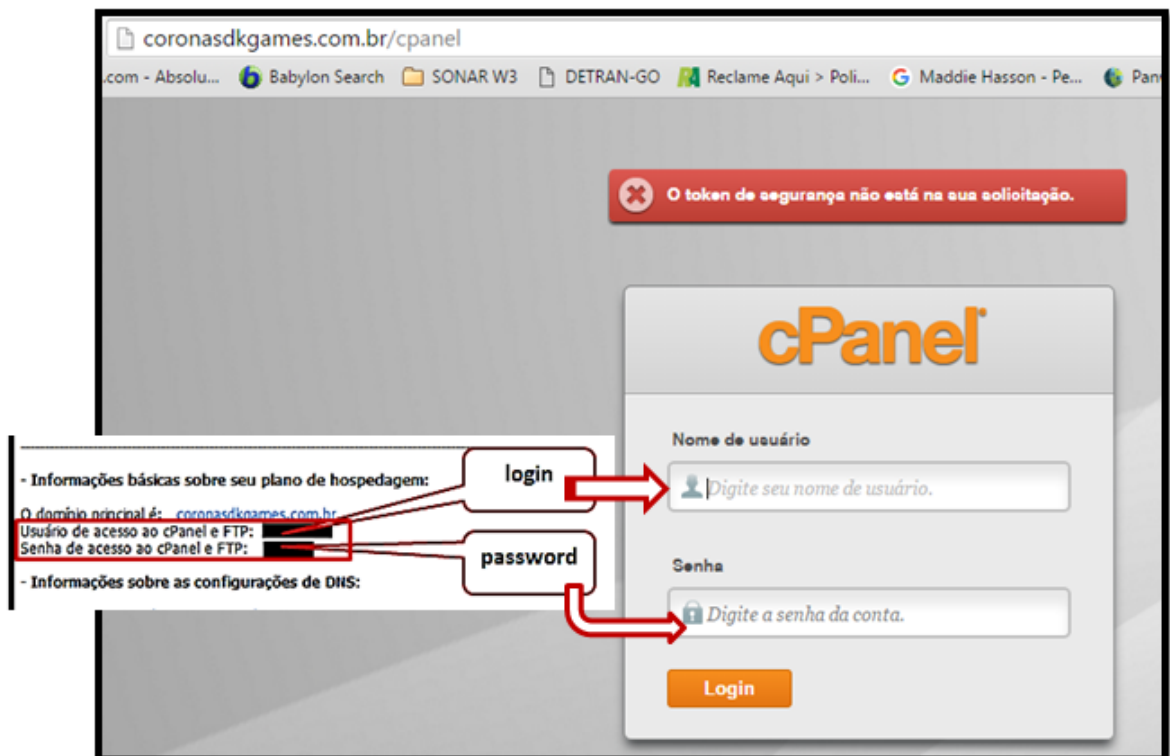 coronasdkgames.com.br/cpanel
.com - Absolu... Babylon Search SONAR W3 DETRAN-GO Reclame Aqui > Poli... Maddie Hasson - Pe... Pan
O token de segurança não está na sua solicitação.
cPanel
Nome de usuário
Digite seu nome de usuário.
Senha
Digite a senha da conta.
Login
- Informações básicas sobre seu plano de hospedagem:
O domínio principal é: coronasdkgames.com.br
Usuário de acesso ao cPanel e FTP:
Senha de acesso ao cPanel e FTP:
- Informações sobre as configurações de DNS:
login
password